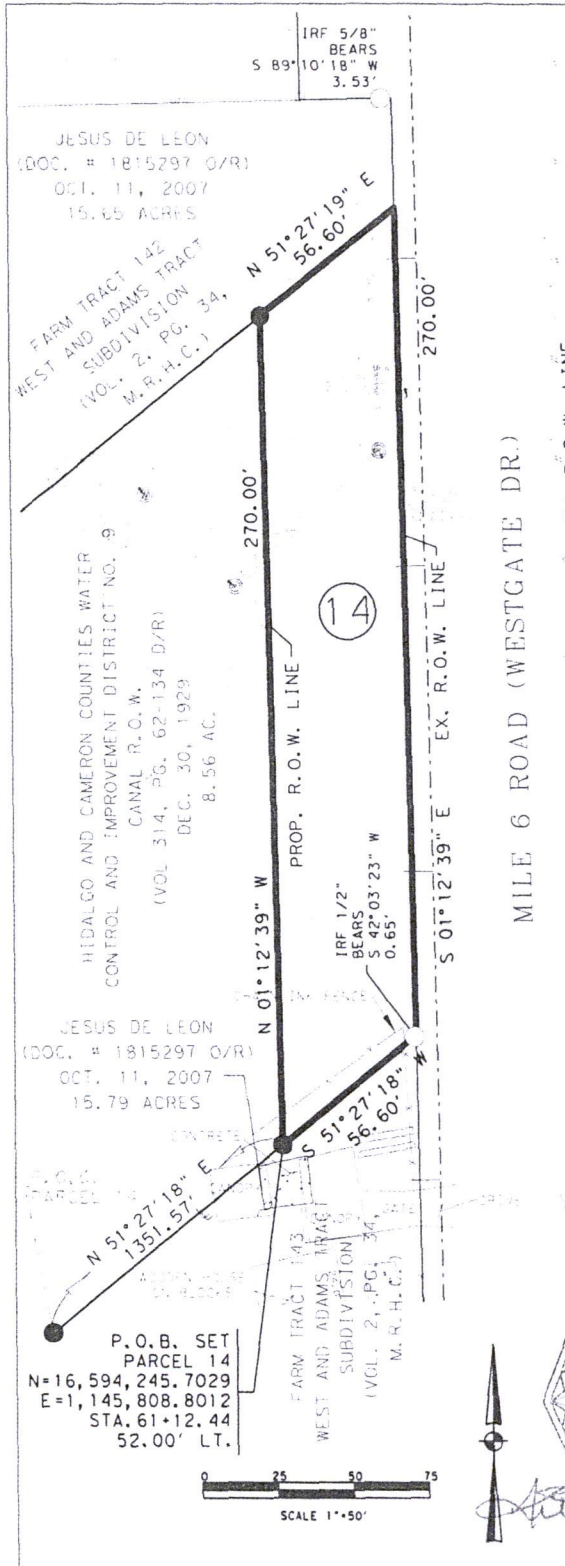 IRF 5/8"
BEARS
S 89°10'18" W
3.53'
JESUS DE LEON
(DOC. # 1815297 O/R)
OCT. 11, 2007
15.65 ACRES
N 51°27'19" E
56.60'
FARM TRACT 142
WEST AND ADAMS TRACT
SUBDIVISION
(VOL. 2, PG. 34,
M.R.H.C.)
270.00'
270.00'
LINE
14
HIDALGO AND CAMERON COUNTIES WATER
CONTROL AND IMPROVEMENT DISTRICT NO. 9
CANAL R.O.W.
(VOL 314, PG. 62-134 D/R)
DEC. 30, 1929
8.56 AC.
PROP. R.O.W. LINE
EX. R.O.W. LINE
MILE 6 ROAD (WESTGATE DR.)
N 01°12'39" W
S 01°12'39" E
IRF 1/2"
BEARS
S 42°03'23" W
0.65'
FENCE
JESUS DE LEON
(DOC. # 1815297 O/R)
OCT. 11, 2007
15.79 ACRES
S 51°27'18" W
56.60'
CONCRETE
PARCEL 14
GATE
N 51°27'18" E
1351.57'
BLOCKS
FARM TRACT 143
WEST AND ADAMS TRACT
SUBDIVISION
(VOL. 2, PG. 34,
M.R.H.C.)
P.O.B. SET
PARCEL 14
N=16,594,245.7029
E=1,145,808.8012
STA. 61+12.44
52.00' LT.
0 25 50 75
SCALE 1"=50'